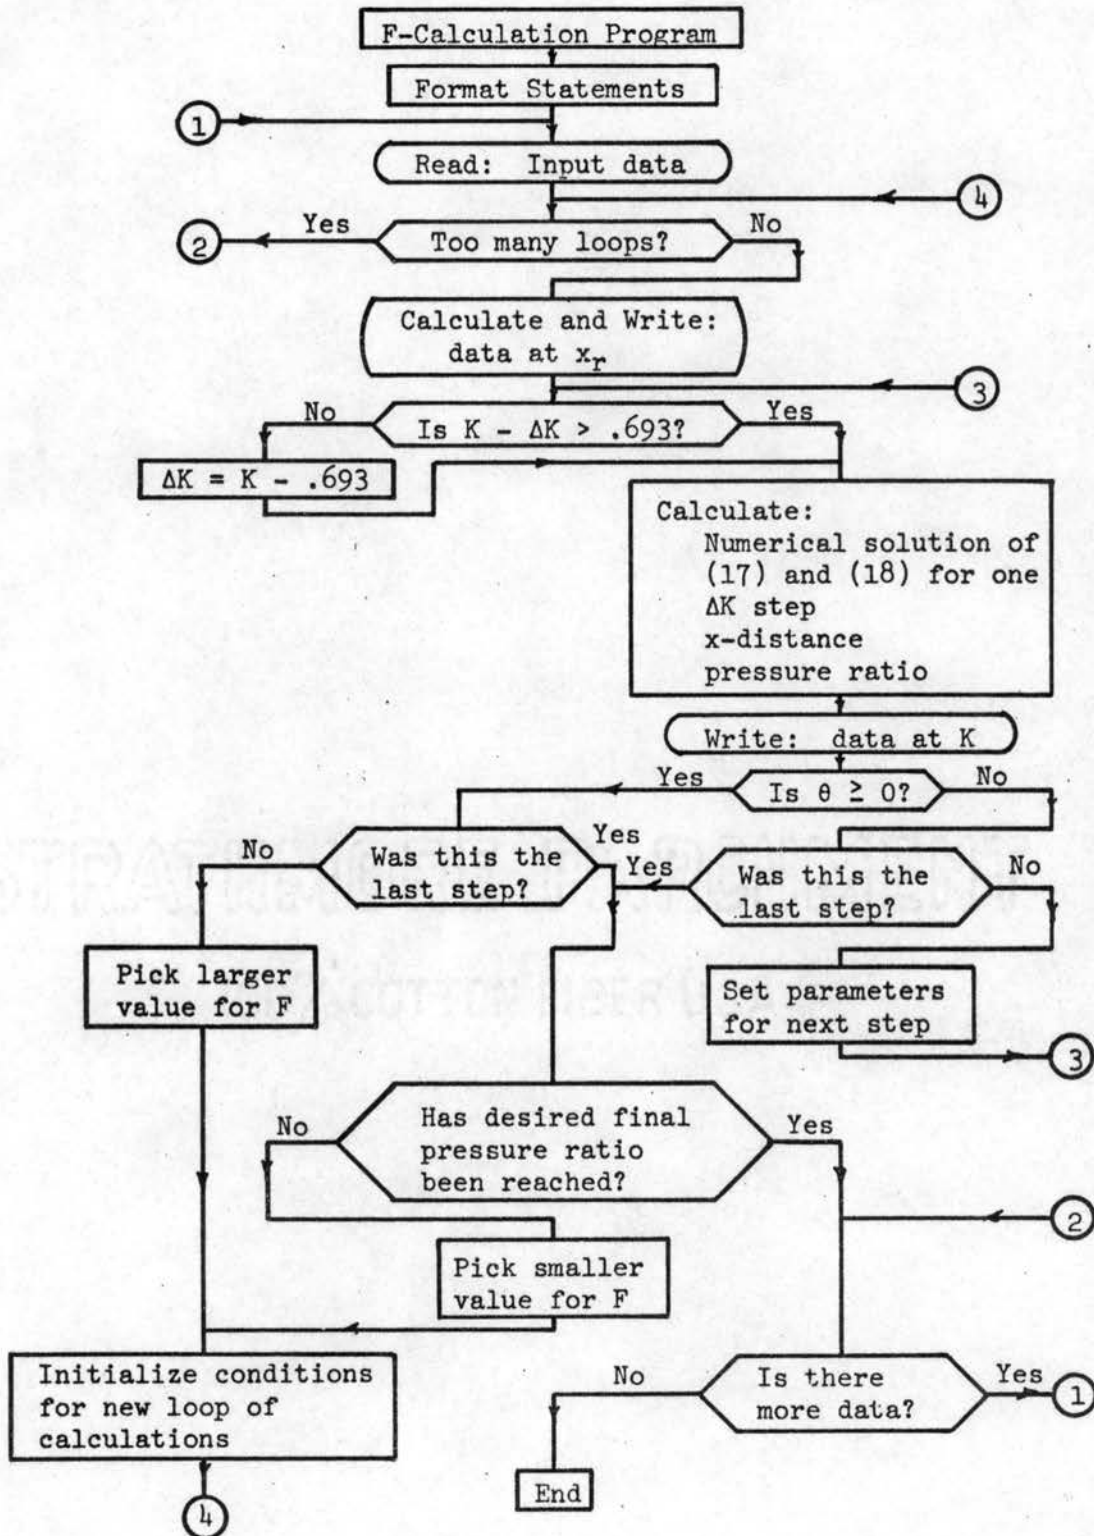 F-Calculation Program
Format Statements
1
Read: Input data
4
Yes
No
2
Too many loops?
Calculate and Write:
data at xᵣ
3
No
Yes
Is K - ΔK > .693?
ΔK = K - .693
Calculate:
Numerical solution of
(17) and (18) for one
ΔK step
x-distance
pressure ratio
Write: data at K
Yes
No
Is θ ≥ 0?
No
Was this the
last step?
Yes
Yes
Was this the
last step?
No
Pick larger
value for F
Set parameters
for next step
3
No
Has desired final
pressure ratio
been reached?
Yes
2
Pick smaller
value for F
Initialize conditions
for new loop of
calculations
No
Is there
more data?
Yes
1
End
4